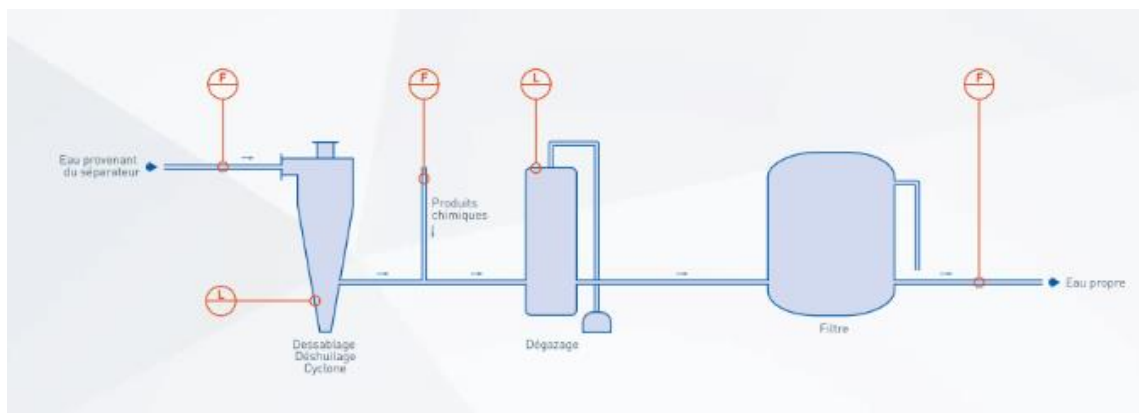 F
F
L
F
Eau provenant
du séparateur
Produits
chimiques
L
Eau propre
Dessablage
Déshuilage
Cyclone
Dégazage
Filtre